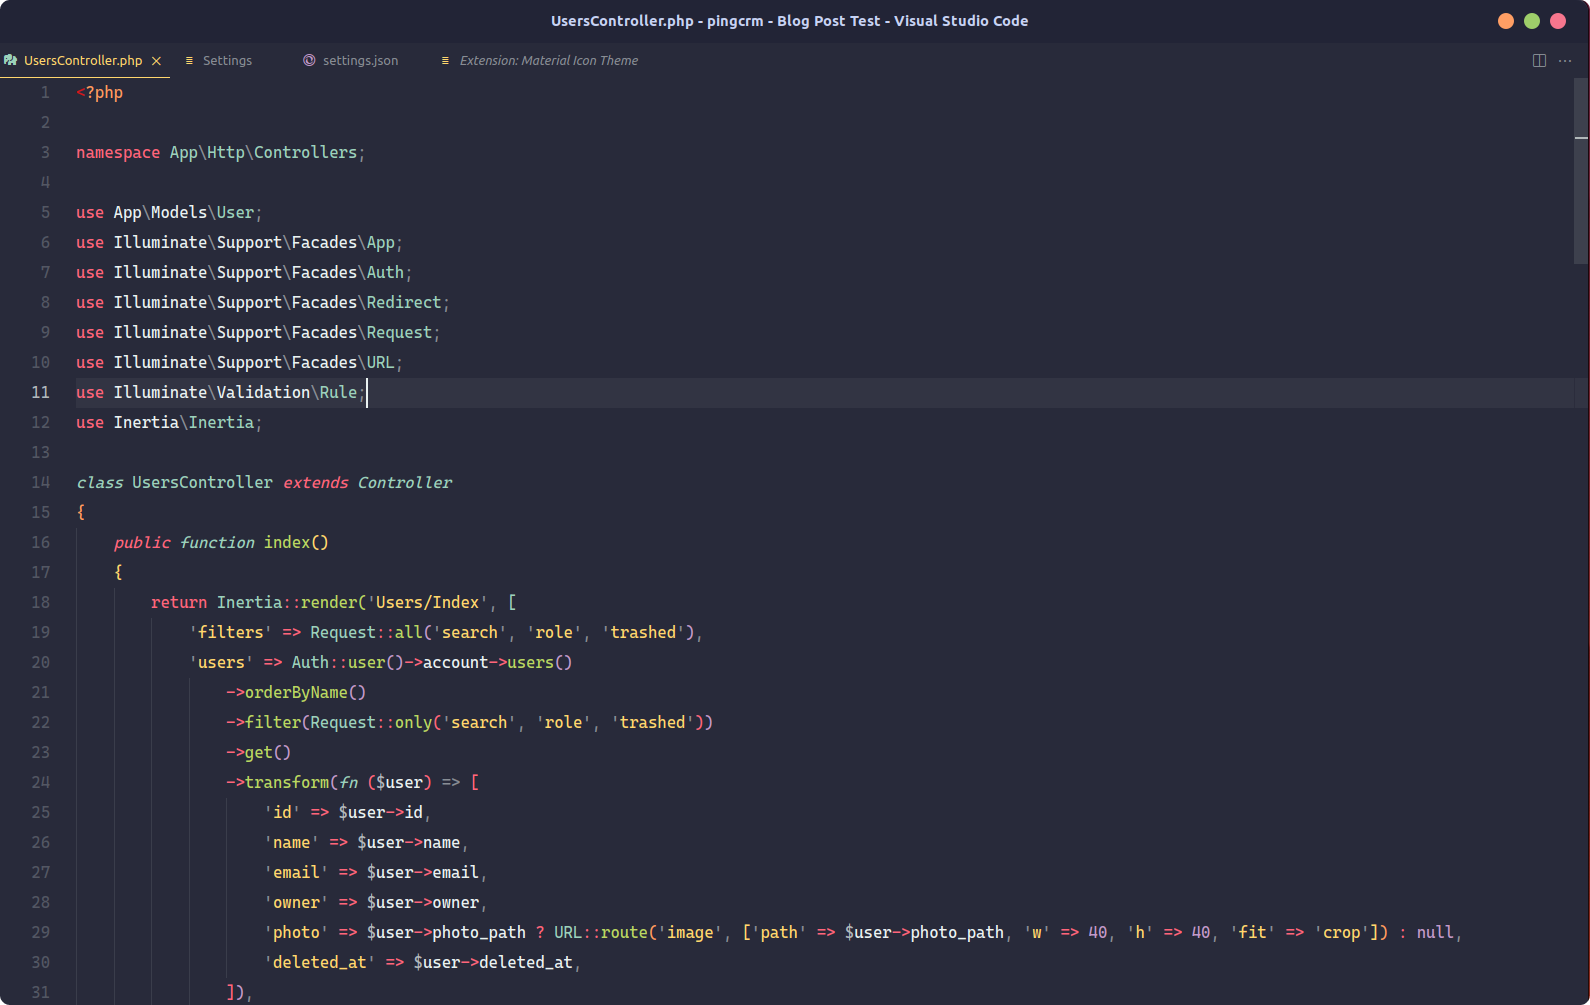 UsersController.php - pingcrm - Blog Post Test - Visual Studio Code
UsersController.php Settings settings.json Extension: Material Icon Theme
1 <?php
2
3 namespace App\Http\Controllers;
4
5 use App\Models\User;
6 use Illuminate\Support\Facades\App;
7 use Illuminate\Support\Facades\Auth;
8 use Illuminate\Support\Facades\Redirect;
9 use Illuminate\Support\Facades\Request;
10 use Illuminate\Support\Facades\URL;
11 use Illuminate\Validation\Rule;
12 use Inertia\Inertia;
13
14 class UsersController extends Controller
15 {
16     public function index()
17     {
18         return Inertia::render('Users/Index', [
19             'filters' => Request::all('search', 'role', 'trashed'),
20             'users' => Auth::user()->account->users()
21                 ->orderByName()
22                 ->filter(Request::only('search', 'role', 'trashed'))
23                 ->get()
24                 ->transform(fn ($user) => [
25                     'id' => $user->id,
26                     'name' => $user->name,
27                     'email' => $user->email,
28                     'owner' => $user->owner,
29                     'photo' => $user->photo_path ? URL::route('image', ['path' => $user->photo_path, 'w' => 40, 'h' => 40, 'fit' => 'crop']) : null,
30                     'deleted_at' => $user->deleted_at,
31                 ]),